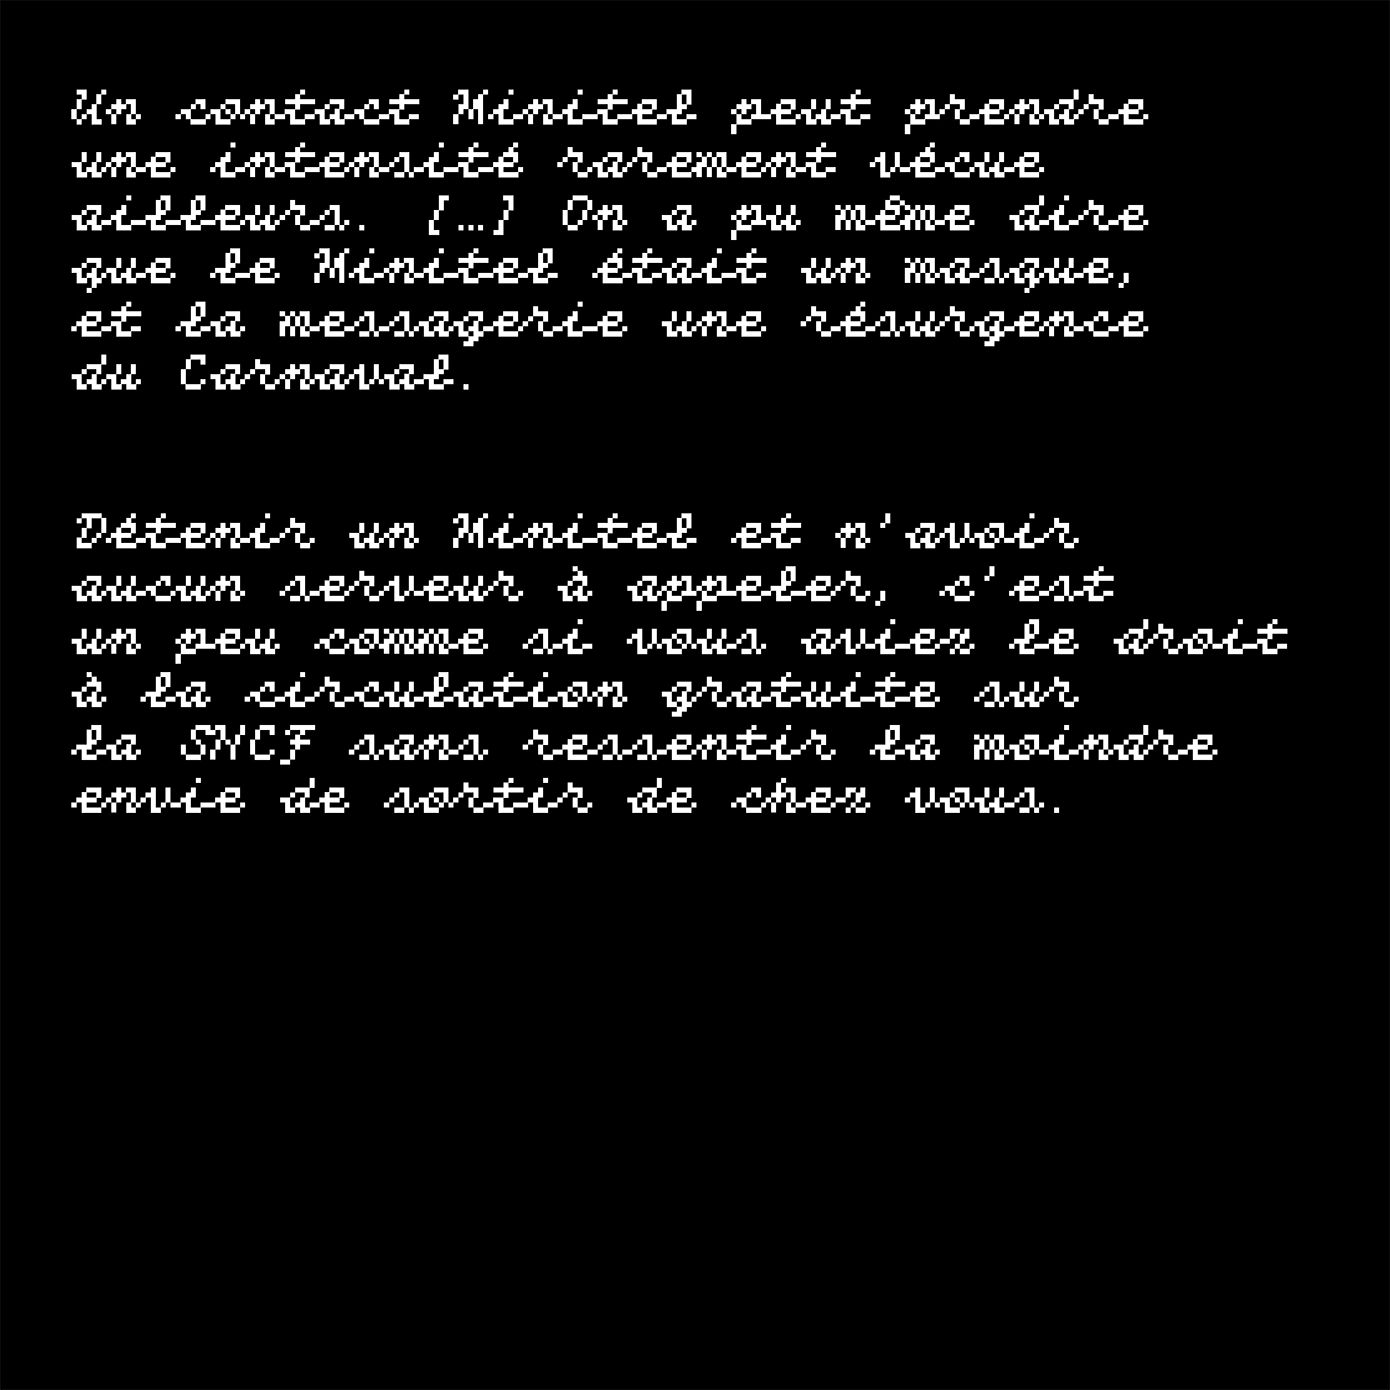 Un contact Minitel peut prendre
une intensité rarement vécue
ailleurs. […] On a pu même dire
que le Minitel était un masque,
et la messagerie une résurgence
du Carnaval.
Détenir un Minitel et n'avoir
aucun serveur à appeler, c'est
un peu comme si vous aviez le droit
à la circulation gratuite sur
la SNCF sans ressentir la moindre
envie de sortir de chez vous.